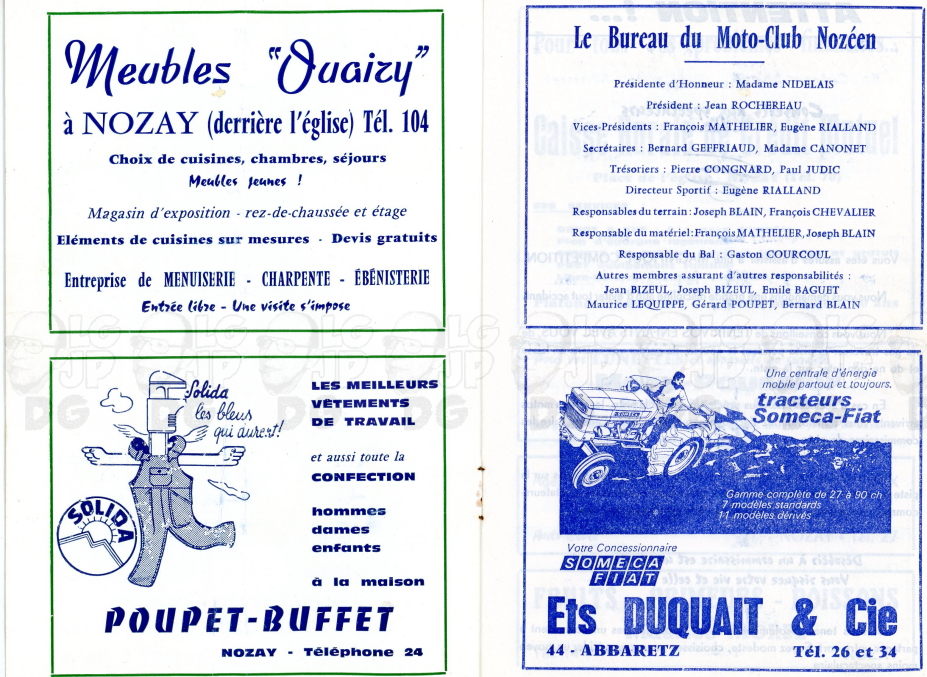 Meubles "Ouaizy"
à NOZAY (derrière l'église) Tél. 104
Choix de cuisines, chambres, séjours
Meubles jeunes !
Magasin d'exposition - rez-de-chaussée et étage
Eléments de cuisines sur mesures - Devis gratuits
Entreprise de MENUISERIE - CHARPENTE - ÉBÉNISTERIE
Entrée libre - Une visite s'impose
Solida
les bleus
qui durent!
SOLIDA
LES MEILLEURS
VÊTEMENTS
DE TRAVAIL
et aussi toute la
CONFECTION
hommes
dames
enfants
à la maison
POUPET-BUFFET
NOZAY - Téléphone 24
Le Bureau du Moto-Club Nozéen
Présidente d'Honneur : Madame NIDELAIS
Président : Jean ROCHEREAU
Vice-Présidents : François MATHELIER, Eugène RIALLAND
Secrétaires : Bernard GEFFRIAUD, Madame CANONET
Trésoriers : Pierre CONGNARD, Paul JUDIC
Directeur Sportif : Eugène RIALLAND
Responsables du terrain : Joseph BLAIN, François CHEVALIER
Responsable du matériel : François MATHELIER, Joseph BLAIN
Responsable du Bal : Gaston COURCOUL
Autres membres assurant d'autres responsabilités :
Jean BIZEUL, Joseph BIZEUL, Emile BAGUET
Maurice LEQUIPPE, Gérard POUPET, Bernard BLAIN
Une centrale d'énergie
mobile partout et toujours.
tracteurs
Someca-Fiat
Gamme complète de 27 à 90 ch
7 modèles standards
11 modèles dérivés
Votre Concessionnaire
SOMECA
FIAT
Ets DUQUAIT & Cie
44 - ABBARETZ Tél. 26 et 34